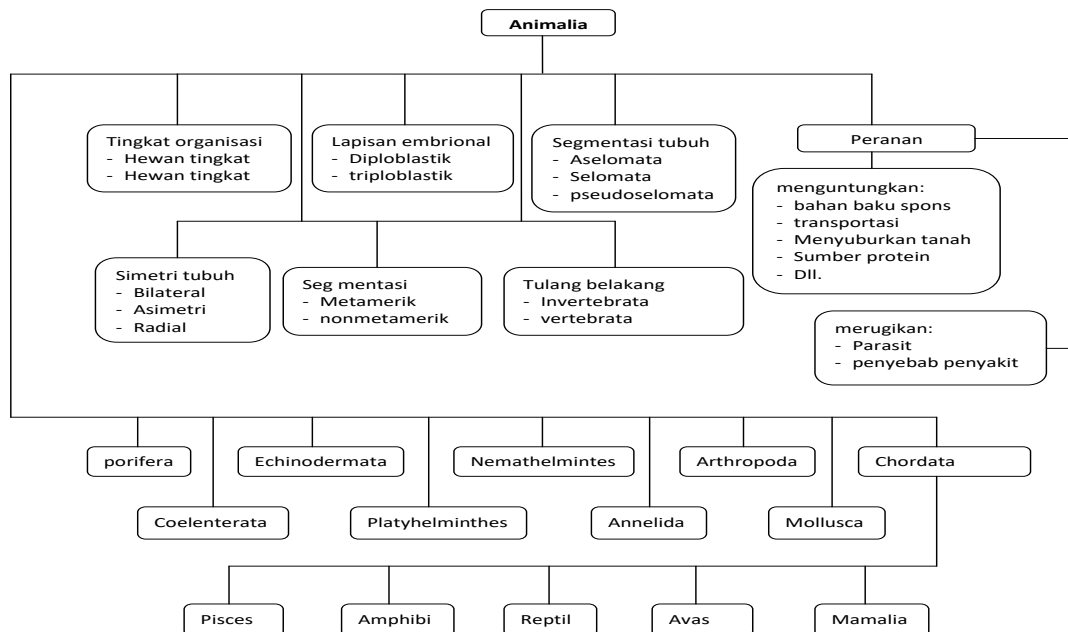 Animalia
Tingkat organisasi
- Hewan tingkat
- Hewan tingkat
Lapisan embrional
- Diploblastik
- triploblastik
Segmentasi tubuh
- Aselomata
- Selomata
- pseudoselomata
Peranan
menguntungkan:
- bahan baku spons
- transportasi
- Menyuburkan tanah
- Sumber protein
- Dll.
Simetri tubuh
- Bilateral
- Asimetri
- Radial
Seg mentasi
- Metamerik
- nonmetamerik
Tulang belakang
- Invertebrata
- vertebrata
merugikan:
- Parasit
- penyebab penyakit
porifera
Echinodermata
Nemathelmintes
Arthropoda
Chordata
Coelenterata
Platyhelminthes
Annelida
Mollusca
Pisces
Amphibi
Reptil
Avas
Mamalia